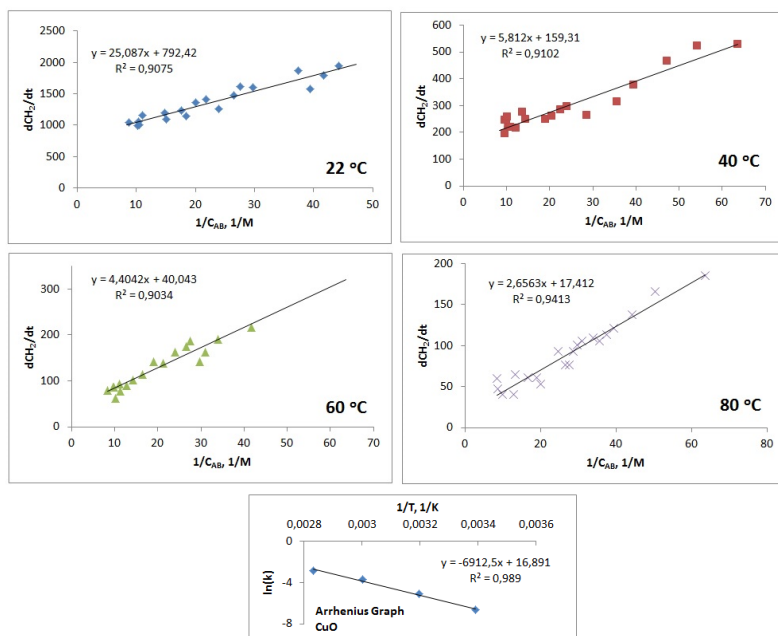 y = 25,087x + 792,42
R² = 0,9075
2500
2000
1500
1000
500
0
0 10 20 30 40 50
dCH₂/dt
1/C_AB, 1/M
22 °C
y = 5,812x + 159,31
R² = 0,9102
600
500
400
300
200
100
0
0 10 20 30 40 50 60 70
dCH₂/dt
1/C_AB, 1/M
40 °C
y = 4,4042x + 40,043
R² = 0,9034
300
200
100
0
0 10 20 30 40 50 60 70
dCH₂/dt
1/C_AB, 1/M
60 °C
y = 2,6563x + 17,412
R² = 0,9413
200
150
100
50
0
0 20 40 60 80
dCH₂/dt
1/C_AB, 1/M
80 °C
1/T, 1/K
0,0028 0,003 0,0032 0,0034 0,0036
0
-4
-8
ln(k)
y = -6912,5x + 16,891
R² = 0,989
Arrhenius Graph
CuO